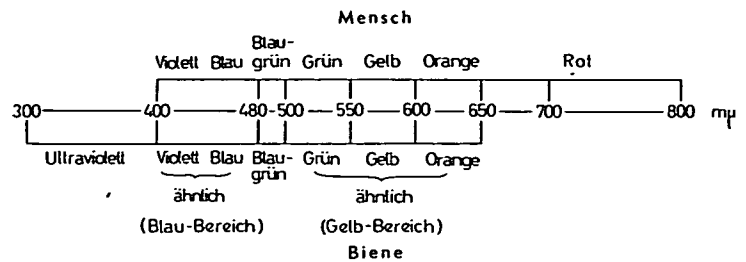 Mensch
Blau-
Violett Blau grün Grün Gelb Orange Rot
300 400 480 500 550 600 650 700 800 mµ
Ultraviolett Violett Blau Blau- Grün Gelb Orange
grün
ähnlich ähnlich
(Blau-Bereich) (Gelb-Bereich)
Biene